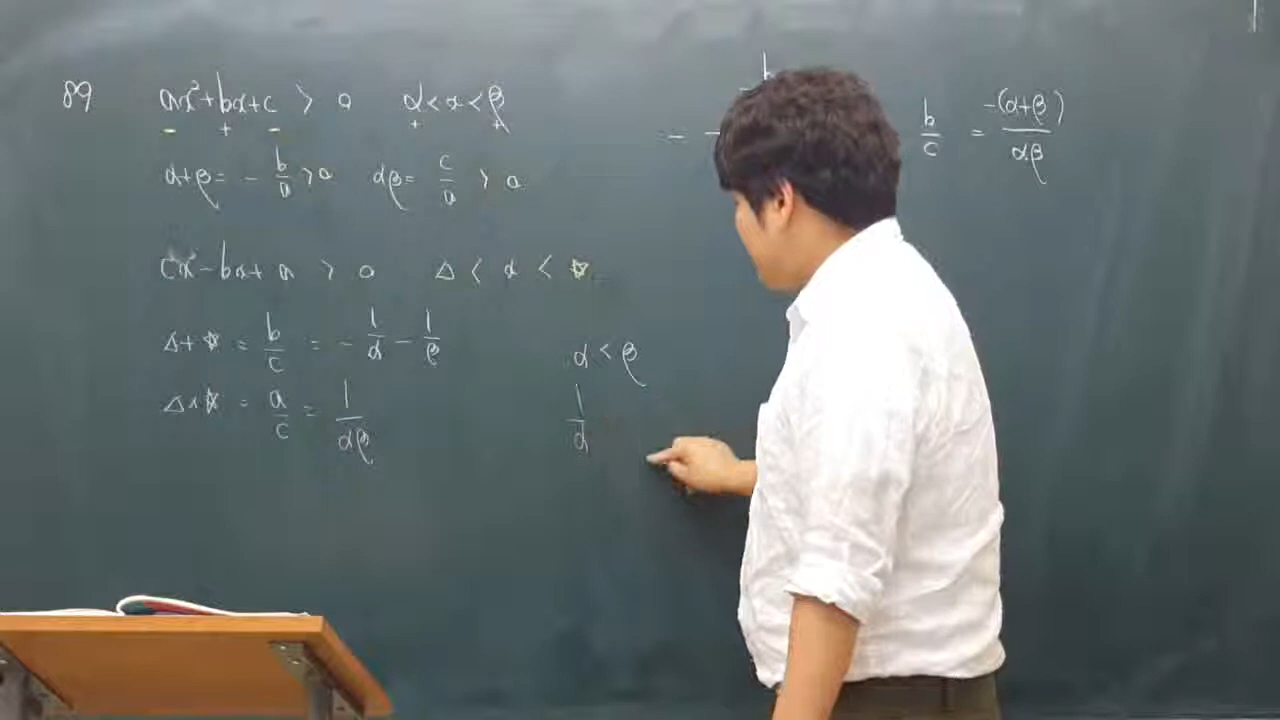 89 ax²+bx+c > 0 α<x<β
- + - + +
α+β= -b/a >0 αβ= c/a > 0
cx²-bx+a > 0 △ < x < ☆
△+☆ = b/c = -1/α - 1/β
△×☆ = a/c = 1/αβ
α < β
1/α
b
= -
b/c = -(α+β)/αβ